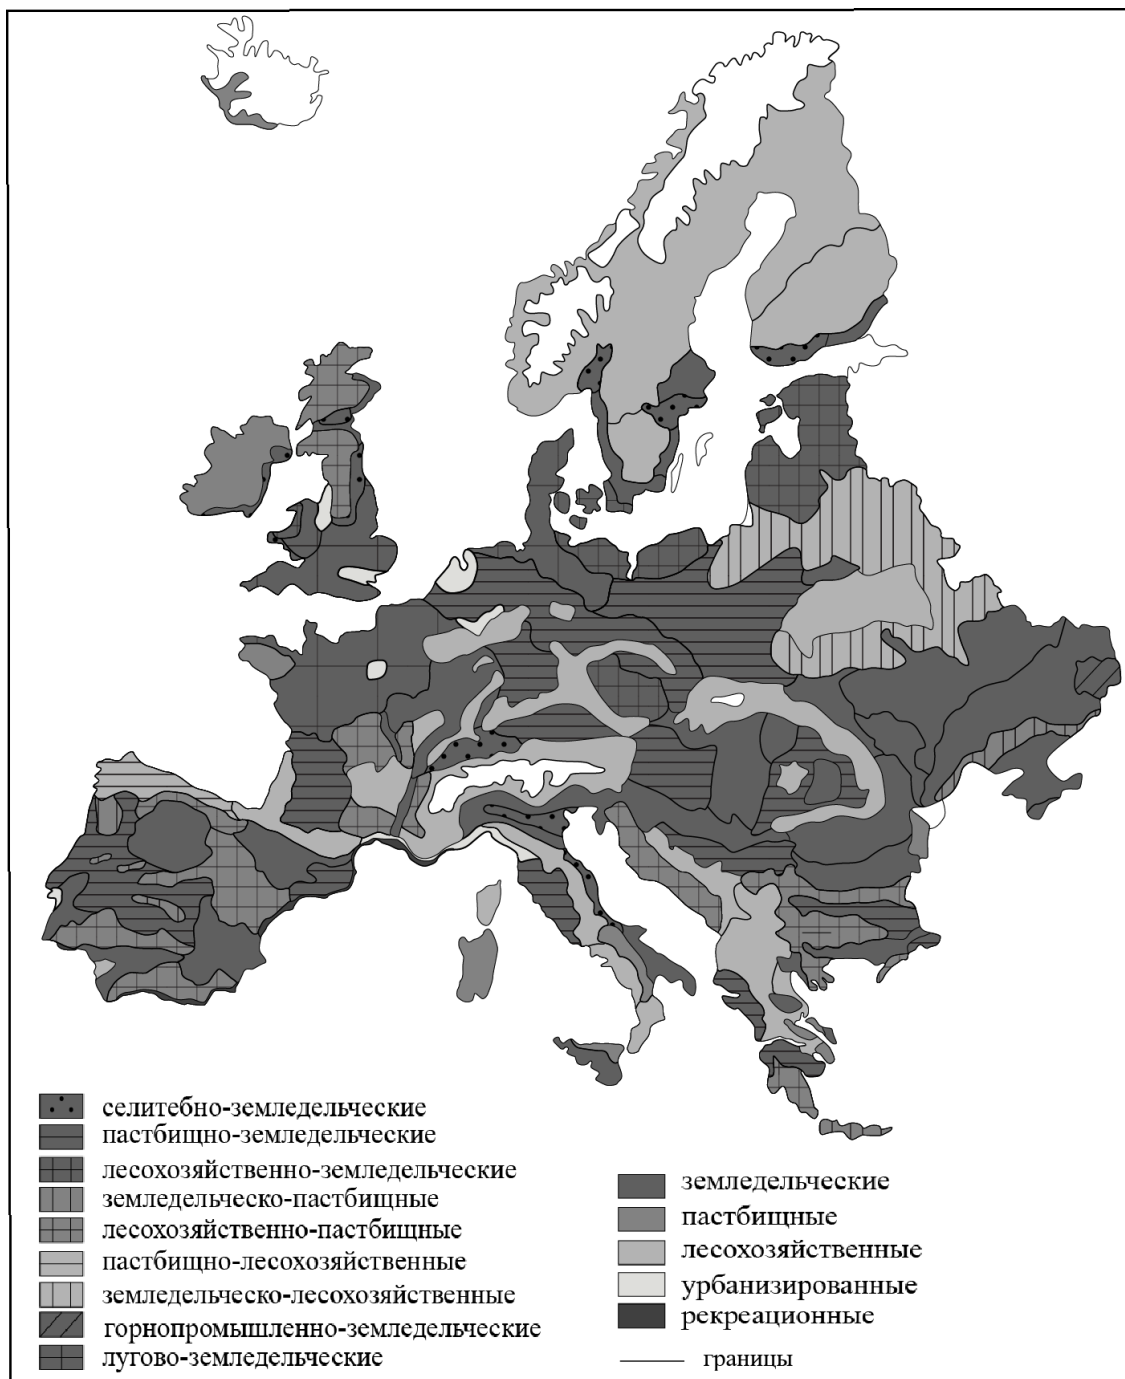 селитебно-земледельческие
пастбищно-земледельческие
лесохозяйственно-земледельческие
земледельческо-пастбищные
лесохозяйственно-пастбищные
пастбищно-лесохозяйственные
земледельческо-лесохозяйственные
горнопромышленно-земледельческие
лугово-земледельческие
земледельческие
пастбищные
лесохозяйственные
урбанизированные
рекреационные
границы